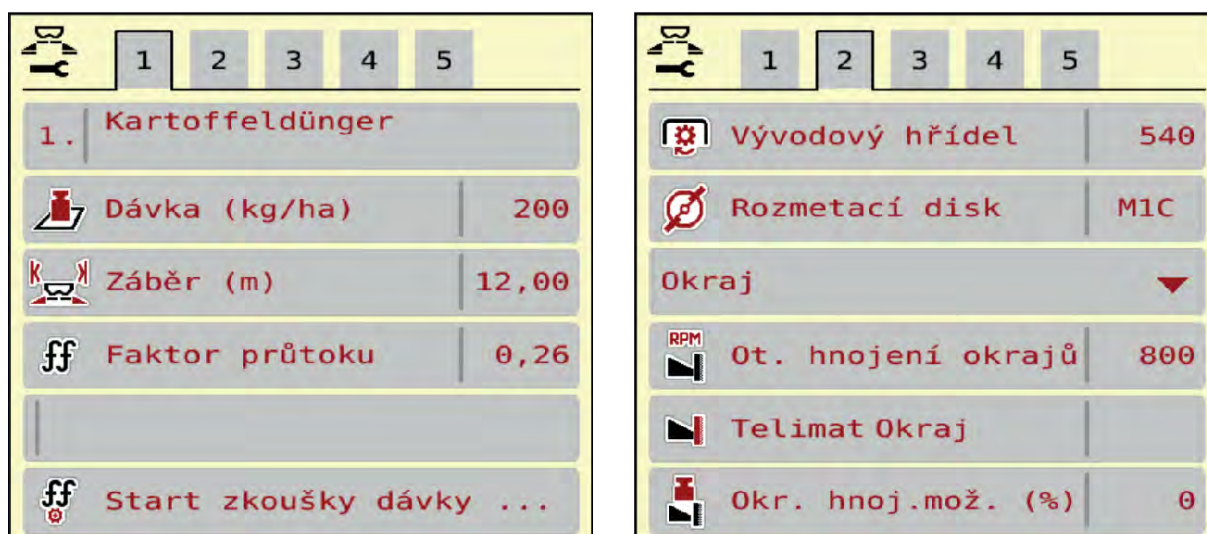 1 2 3 4 5
1. Kartoffeldünger
Dávka (kg/ha) 200
Záběr (m) 12,00
ff Faktor průtoku 0,26
ff Start zkoušky dávky ...
1 2 3 4 5
Vývodový hřídel 540
Rozmetací disk M1C
Okraj
RPM Ot. hnojení okrajů 800
Telimat Okraj
Okr. hnoj.mož. (%) 0